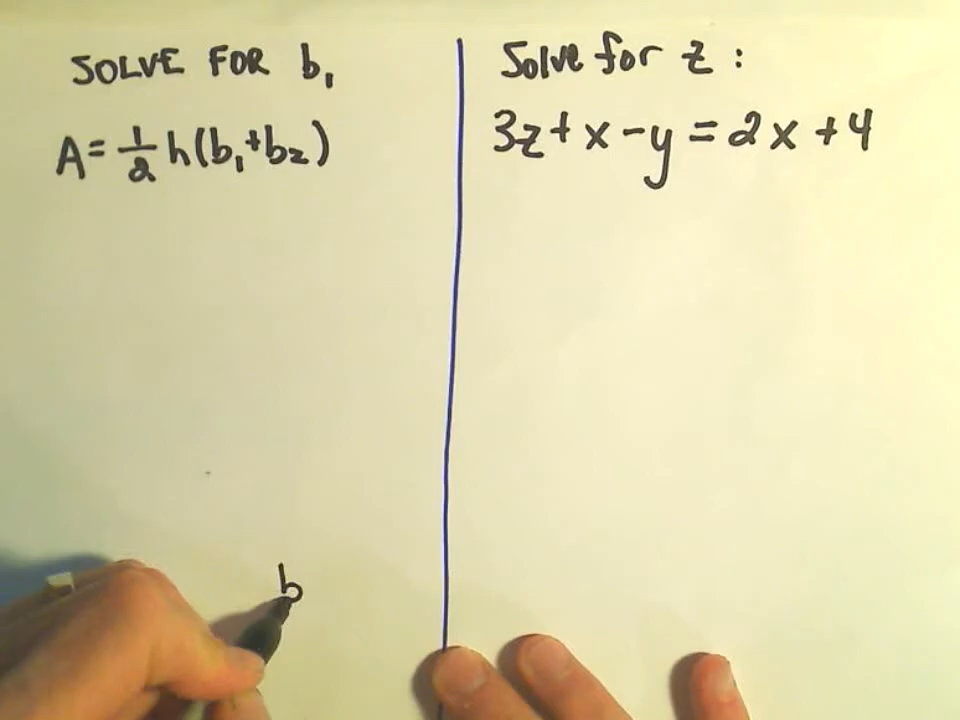 SOLVE FOR b₁
A = 1/2 h(b₁+b₂)
b
Solve for z :
3z + x - y = 2x + 4